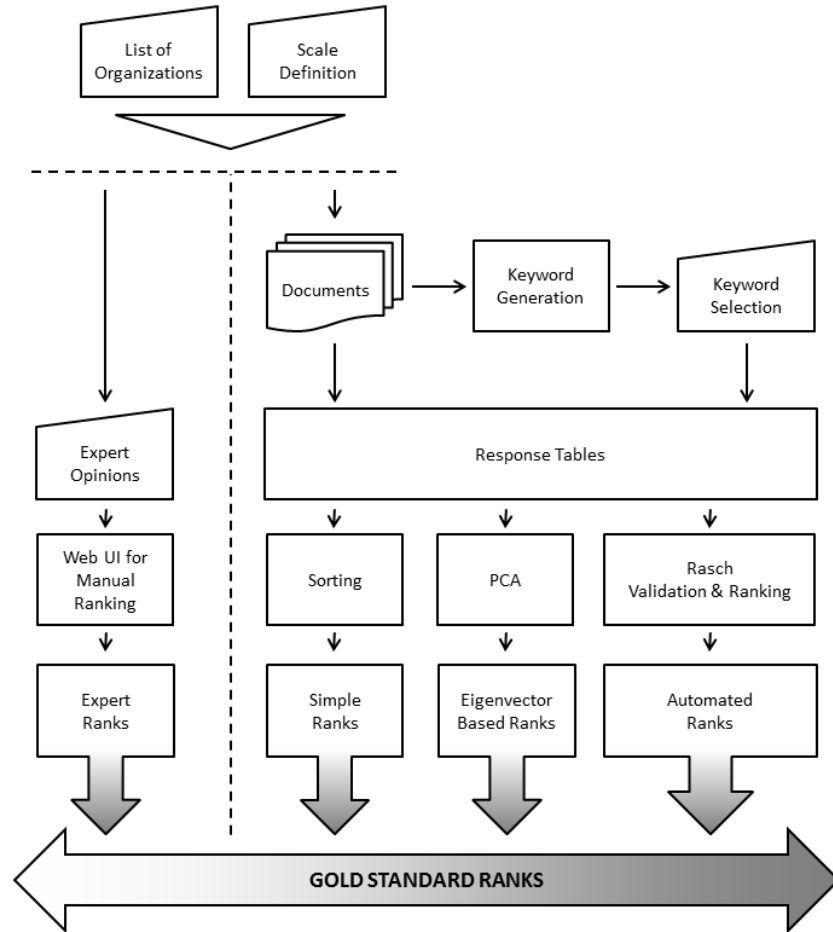 List of
Organizations
Scale
Definition
Documents
Keyword
Generation
Keyword
Selection
Expert
Opinions
Response Tables
Web UI for
Manual
Ranking
Sorting
PCA
Rasch
Validation & Ranking
Expert
Ranks
Simple
Ranks
Eigenvector
Based Ranks
Automated
Ranks
GOLD STANDARD RANKS